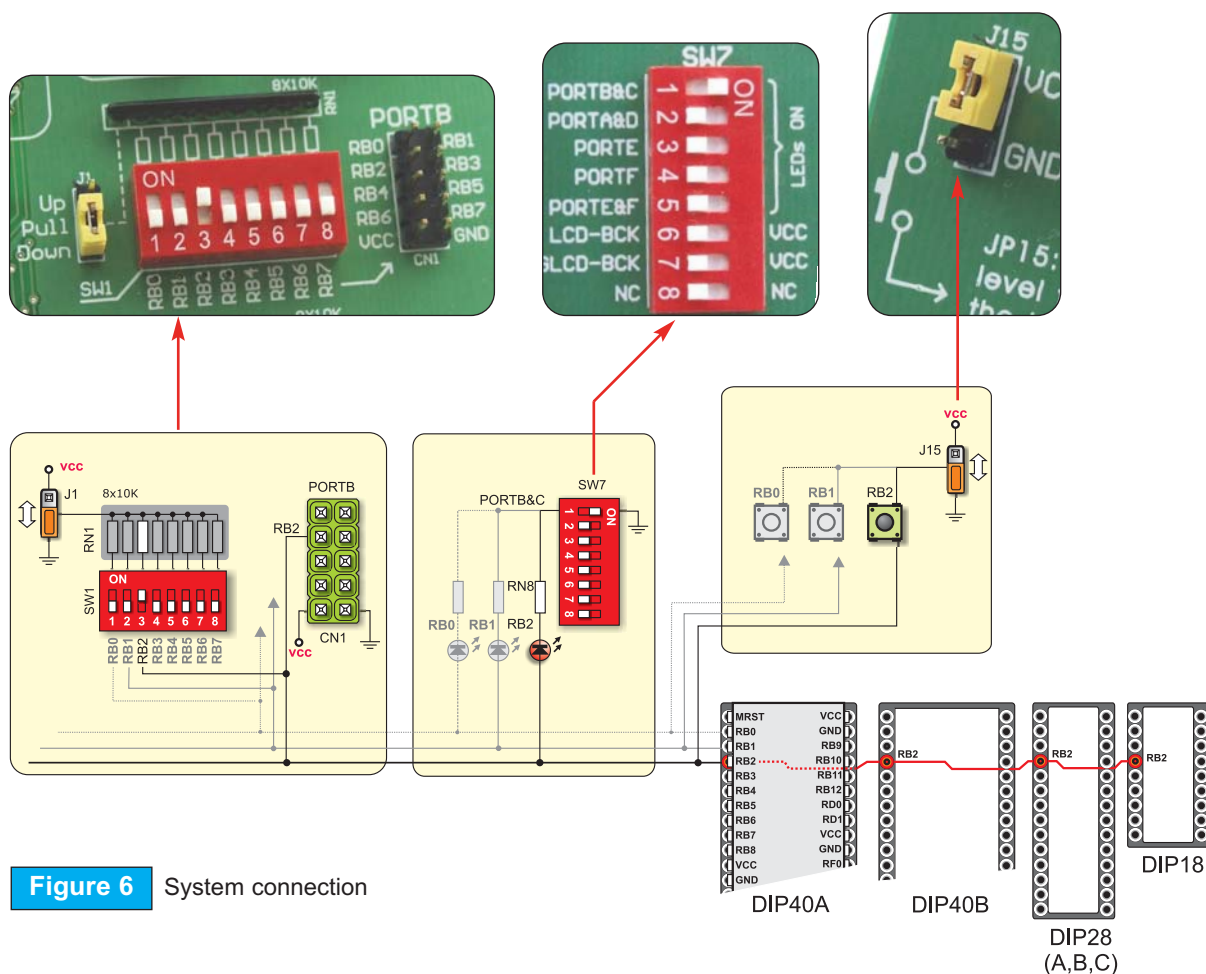 8X10K
RN1
PORTB
RB0 RB1
RB2 RB3
RB4 RB5
RB6 RB7
VCC GND
CN1
J1
Up
Pull
Down
ON
1 2 3 4 5 6 7 8
SW1
RB0 RB1 RB2 RB3 RB4 RB5 RB6 RB7
8X10K
SW7
ON
PORTB&C 1
PORTA&D 2
PORTE 3
PORTF 4
PORTE&F 5
LCD-BCK 6 VCC
GLCD-BCK 7 VCC
NC 8 NC
LEDs ON
J15
VC
GND
JP15:
level
the
vcc
J1
8x10K
RN1
SW1
ON
1 2 3 4 5 6 7 8
RB0 RB1 RB2 RB3 RB4 RB5 RB6 RB7
PORTB
RB2
vcc
CN1
SW7
PORTB&C
ON
1
2
3
4
5
6
7
8
RN8
RB0 RB1 RB2
vcc
J15
RB0 RB1 RB2
MRST VCC
RB0 GND
RB1 RB9
RB2 RB10
RB3 RB11
RB4 RB12
RB5 RD0
RB6 RD1
RB7 VCC
RB8 GND
VCC RF0
GND
DIP40A
RB2
DIP40B
RB2
DIP28
(A,B,C)
RB2
DIP18
Figure 6 System connection